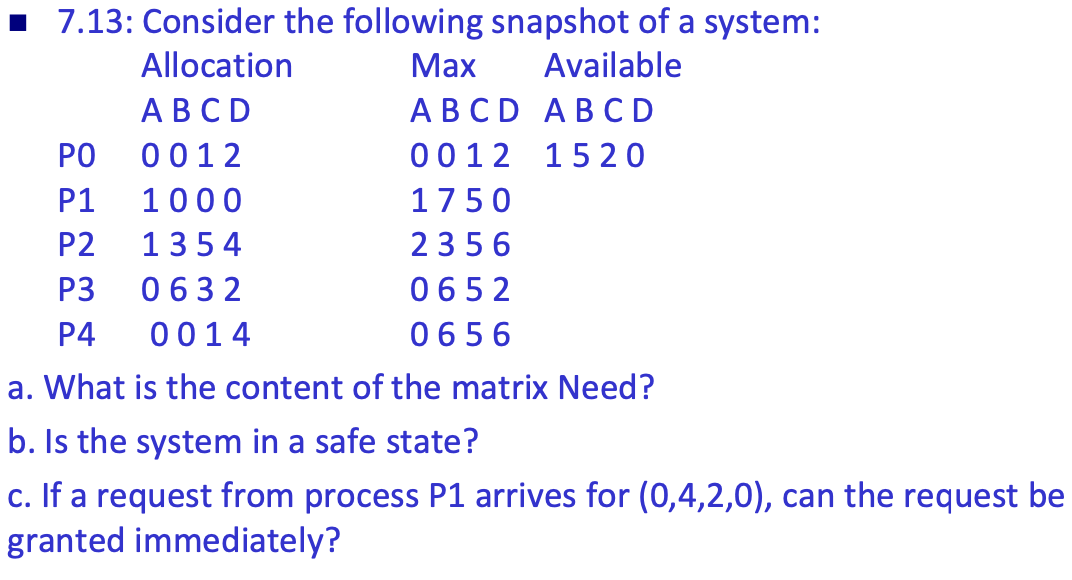 ▪ 7.13: Consider the following snapshot of a system:
Allocation Max Available
A B C D A B C D A B C D
P0 0 0 1 2 0 0 1 2 1 5 2 0
P1 1 0 0 0 1 7 5 0
P2 1 3 5 4 2 3 5 6
P3 0 6 3 2 0 6 5 2
P4 0 0 1 4 0 6 5 6
a. What is the content of the matrix Need?
b. Is the system in a safe state?
c. If a request from process P1 arrives for (0,4,2,0), can the request be
granted immediately?